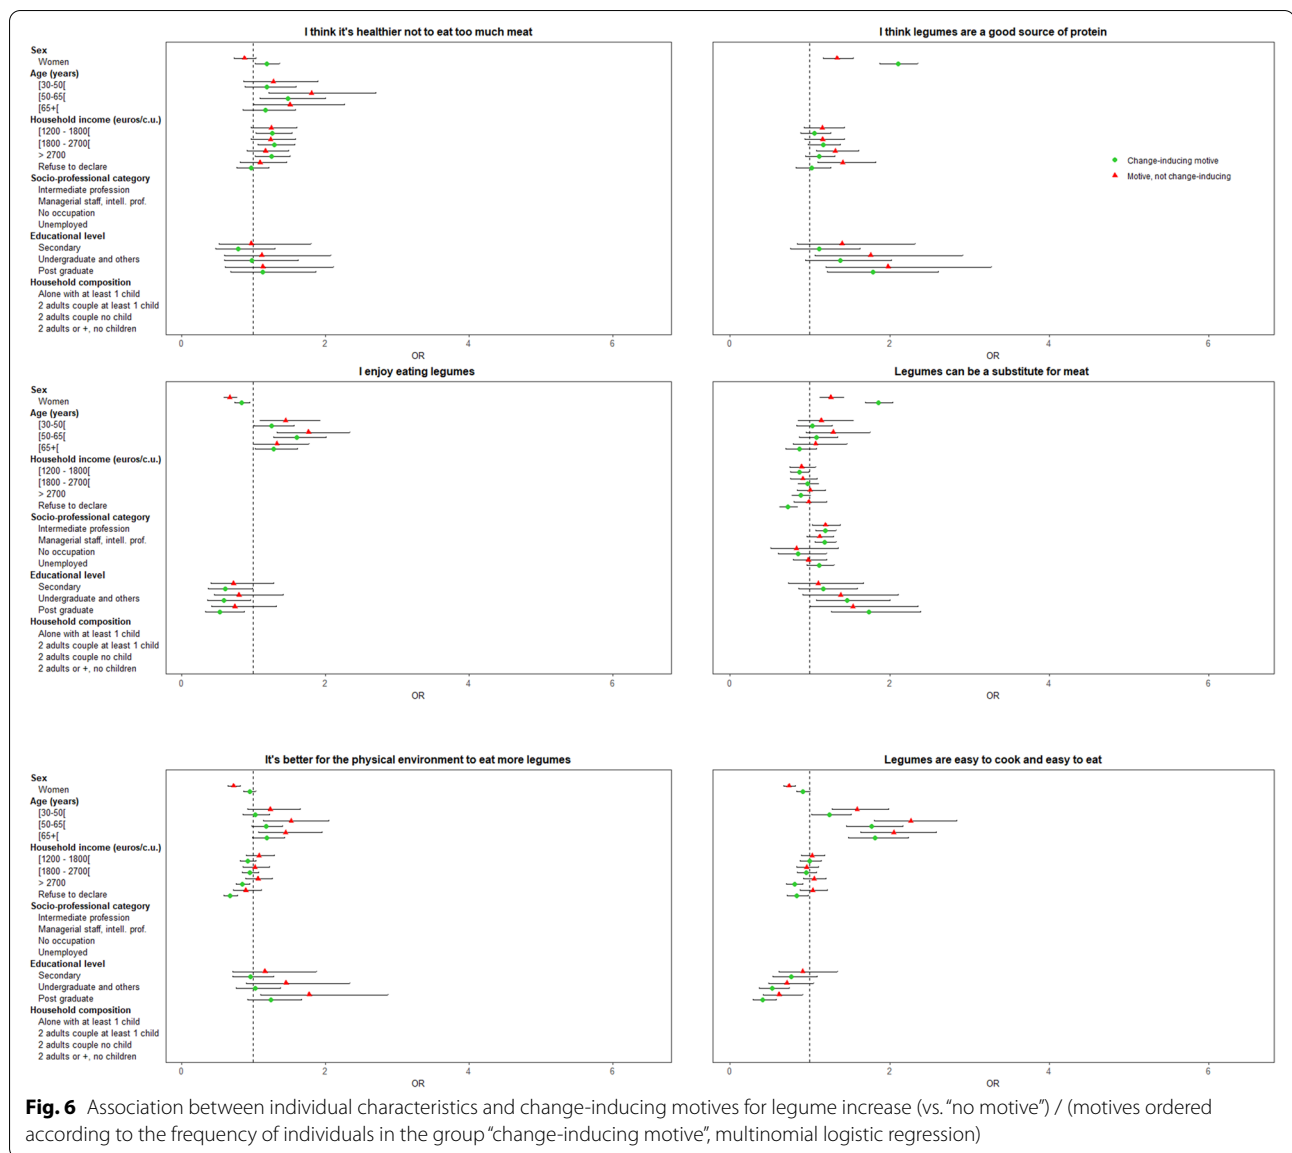 I think it's healthier not to eat too much meat
Sex
Women
Age (years)
[30-50[
[50-65[
[65+[
Household income (euros/c.u.)
[1200 - 1800[
[1800 - 2700[
> 2700
Refuse to declare
Socio-professional category
Intermediate profession
Managerial staff, intell. prof.
No occupation
Unemployed
Educational level
Secondary
Undergraduate and others
Post graduate
Household composition
Alone with at least 1 child
2 adults couple at least 1 child
2 adults couple no child
2 adults or +, no children
0 2 4 6
OR
I think legumes are a good source of protein
Change-inducing motive
Motive, not change-inducing
0 2 4 6
OR
I enjoy eating legumes
Sex
Women
Age (years)
[30-50[
[50-65[
[65+[
Household income (euros/c.u.)
[1200 - 1800[
[1800 - 2700[
> 2700
Refuse to declare
Socio-professional category
Intermediate profession
Managerial staff, intell. prof.
No occupation
Unemployed
Educational level
Secondary
Undergraduate and others
Post graduate
Household composition
Alone with at least 1 child
2 adults couple at least 1 child
2 adults couple no child
2 adults or +, no children
0 2 4 6
OR
Legumes can be a substitute for meat
0 2 4 6
OR
It's better for the physical environment to eat more legumes
Sex
Women
Age (years)
[30-50[
[50-65[
[65+[
Household income (euros/c.u.)
[1200 - 1800[
[1800 - 2700[
> 2700
Refuse to declare
Socio-professional category
Intermediate profession
Managerial staff, intell. prof.
No occupation
Unemployed
Educational level
Secondary
Undergraduate and others
Post graduate
Household composition
Alone with at least 1 child
2 adults couple at least 1 child
2 adults couple no child
2 adults or +, no children
0 2 4 6
OR
Legumes are easy to cook and easy to eat
0 2 4 6
OR
Fig. 6 Association between individual characteristics and change-inducing motives for legume increase (vs. “no motive”) / (motives ordered
according to the frequency of individuals in the group “change-inducing motive”, multinomial logistic regression)